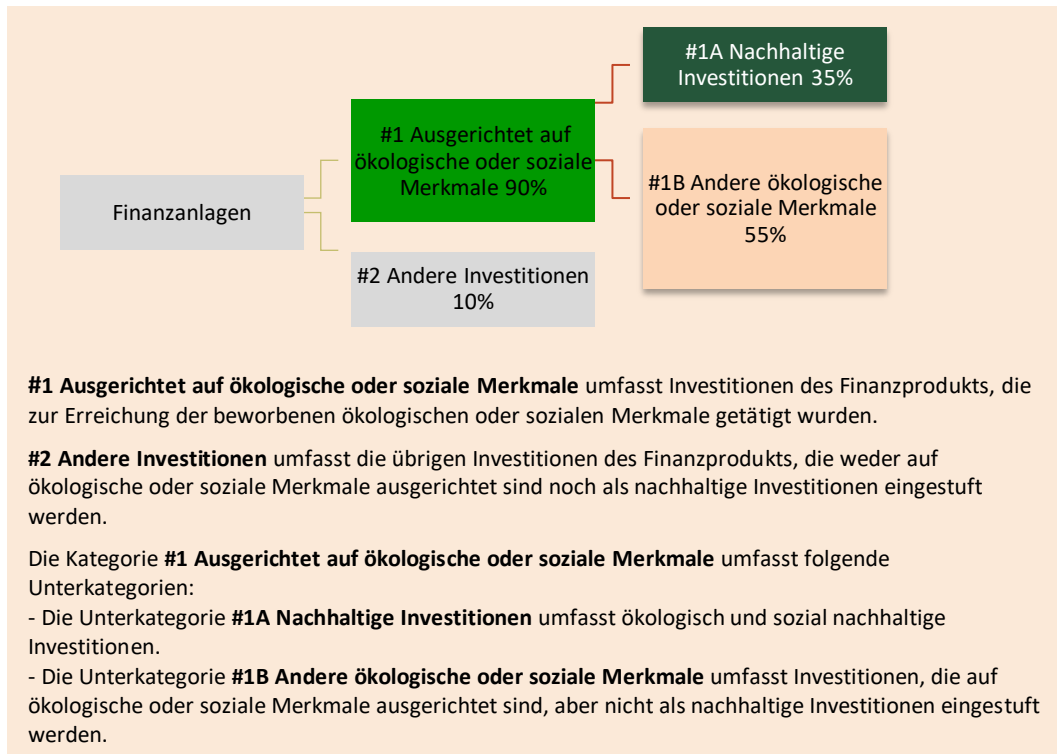 #1A Nachhaltige
Investitionen 35%
#1 Ausgerichtet auf
ökologische oder soziale
Merkmale 90%
#1B Andere ökologische
oder soziale Merkmale
55%
Finanzanlagen
#2 Andere Investitionen
10%
#1 Ausgerichtet auf ökologische oder soziale Merkmale umfasst Investitionen des Finanzprodukts, die
zur Erreichung der beworbenen ökologischen oder sozialen Merkmale getätigt wurden.
#2 Andere Investitionen umfasst die übrigen Investitionen des Finanzprodukts, die weder auf
ökologische oder soziale Merkmale ausgerichtet sind noch als nachhaltige Investitionen eingestuft
werden.
Die Kategorie #1 Ausgerichtet auf ökologische oder soziale Merkmale umfasst folgende
Unterkategorien:
- Die Unterkategorie #1A Nachhaltige Investitionen umfasst ökologisch und sozial nachhaltige
Investitionen.
- Die Unterkategorie #1B Andere ökologische oder soziale Merkmale umfasst Investitionen, die auf
ökologische oder soziale Merkmale ausgerichtet sind, aber nicht als nachhaltige Investitionen eingestuft
werden.